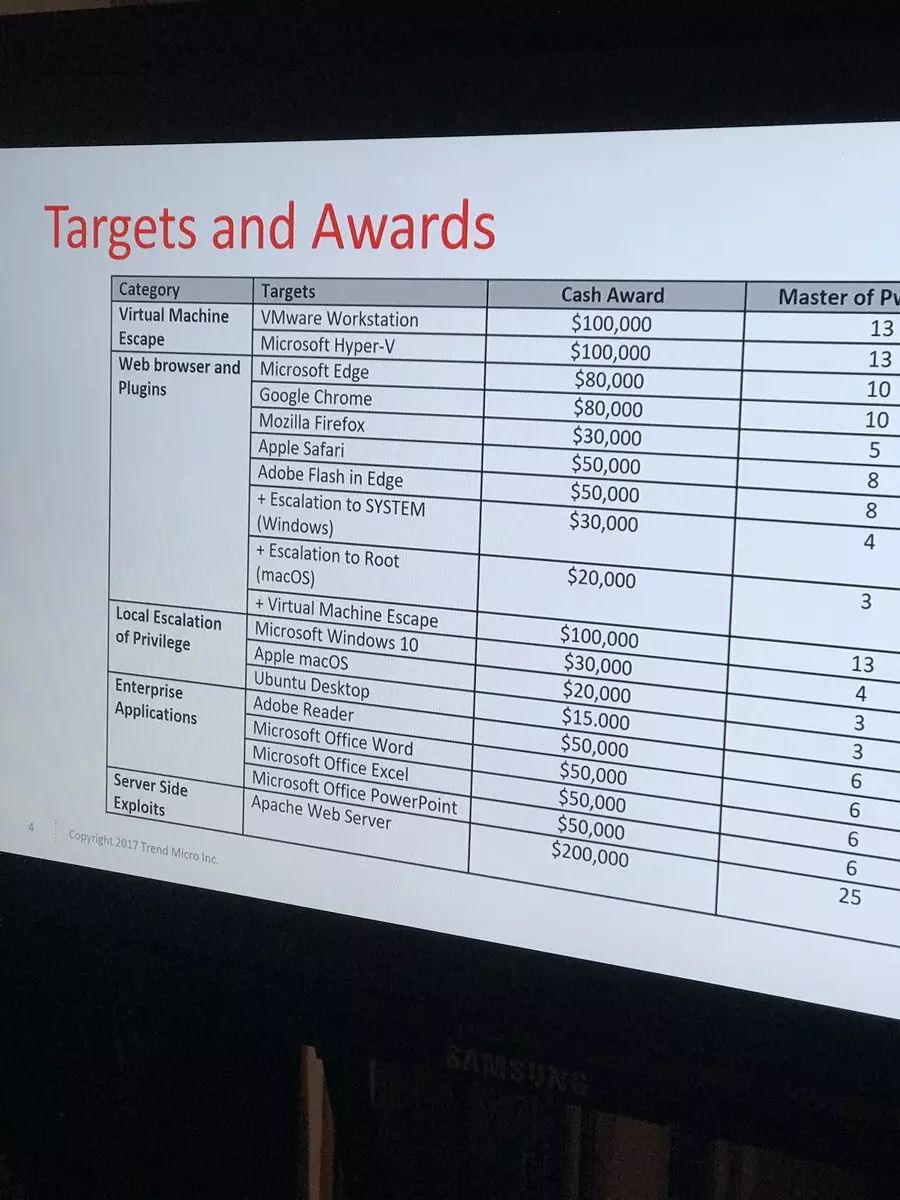 Targets and Awards
Category Targets Cash Award Master of Pw
Virtual Machine Escape VMware Workstation $100,000 13
Microsoft Hyper-V $100,000 13
Web browser and Plugins Microsoft Edge $80,000 10
Google Chrome $80,000 10
Mozilla Firefox $30,000 5
Apple Safari $50,000 8
Adobe Flash in Edge $50,000 8
+ Escalation to SYSTEM (Windows) $30,000 4
+ Escalation to Root (macOS) $20,000 3
+ Virtual Machine Escape $100,000 13
Local Escalation of Privilege Microsoft Windows 10 $30,000 4
Apple macOS $20,000 3
Ubuntu Desktop $15.000 3
Enterprise Applications Adobe Reader $50,000 6
Microsoft Office Word $50,000 6
Microsoft Office Excel $50,000 6
Microsoft Office PowerPoint $50,000 6
Server Side Exploits Apache Web Server $200,000 25
4 Copyright 2017 Trend Micro Inc.
SAMSUNG